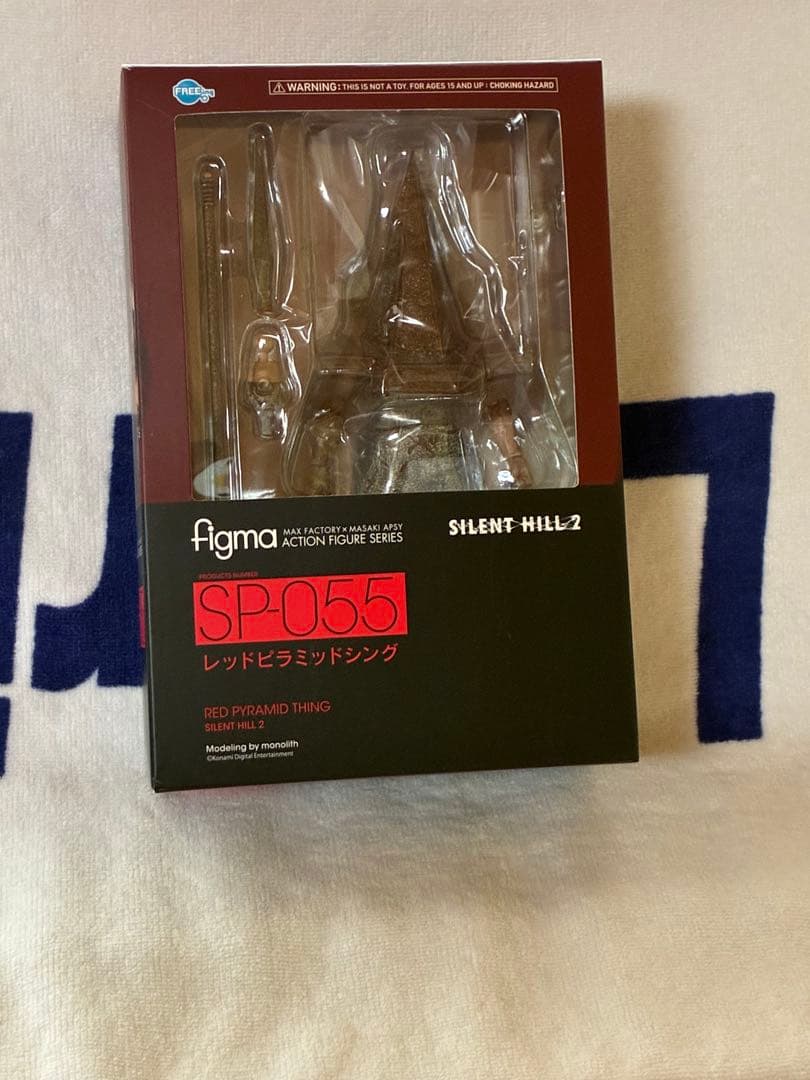 FREEing
⚠ WARNING: THIS IS NOT A TOY. FOR AGES 15 AND UP : CHOKING HAZARD
figma MAX FACTORY × MASAKI APSY
ACTION FIGURE SERIES
SILENT HILL 2
PRODUCTS NUMBER
SP-055
レッドピラミッドシング
RED PYRAMID THING
SILENT HILL 2
Modeling by monolith
©Konami Digital Entertainment